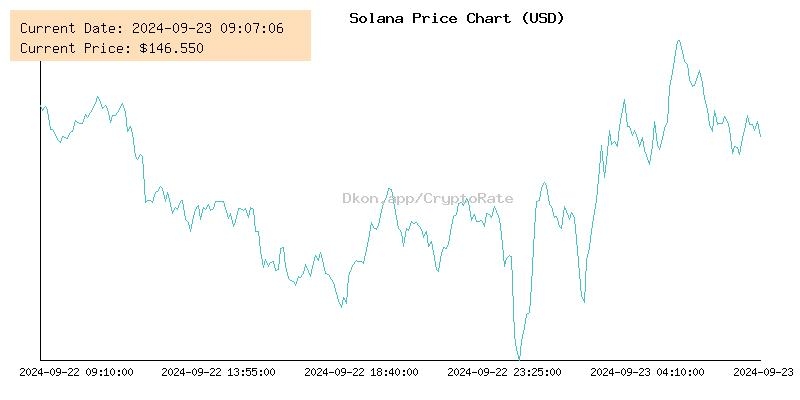 Solana Price Chart (USD)
Current Date: 2024-09-23 09:07:06
Current Price: $146.550
Dkon.app/CryptoRate
2024-09-22 09:10:00 2024-09-22 13:55:00 2024-09-22 18:40:00 2024-09-22 23:25:00 2024-09-23 04:10:00 2024-09-23